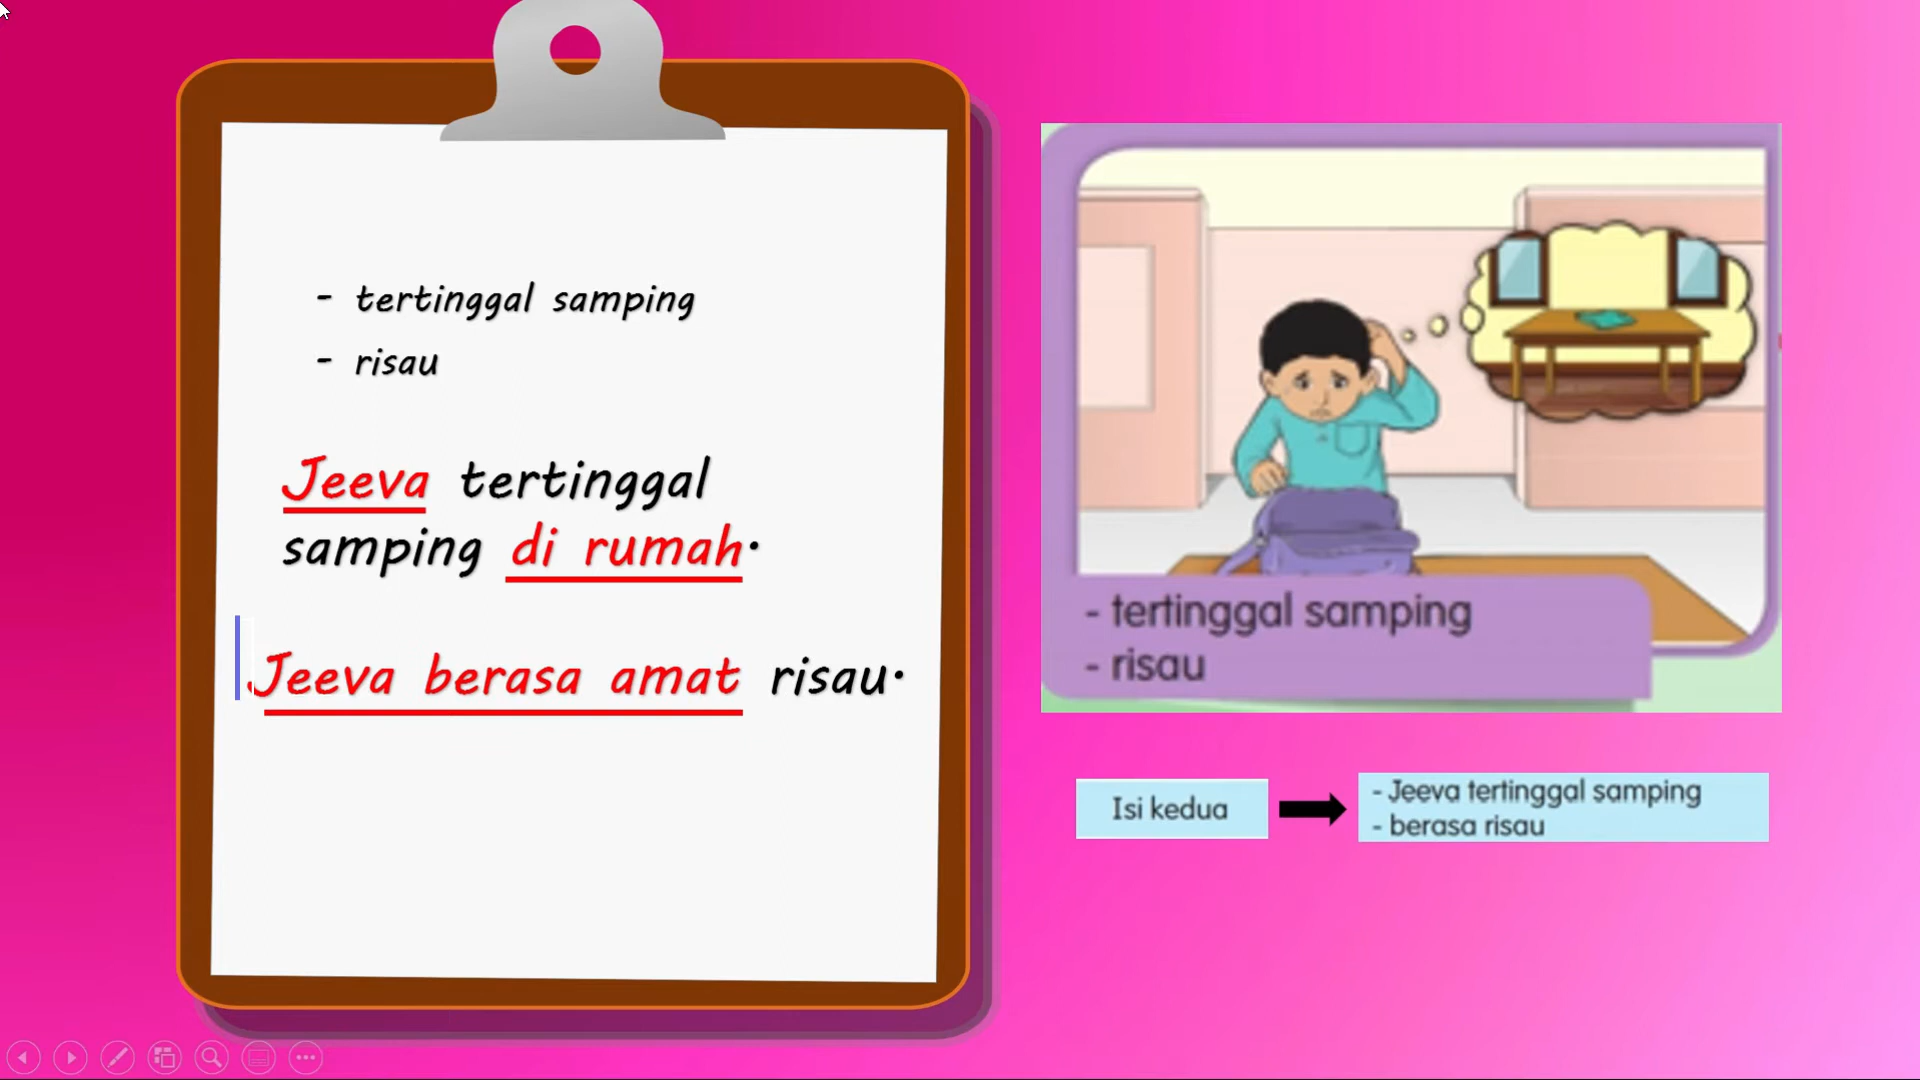 - tertinggal samping
- risau
Jeeva tertinggal
samping di rumah.
Jeeva berasa amat risau.
- tertinggal samping
- risau
Isi kedua
- Jeeva tertinggal samping
- berasa risau